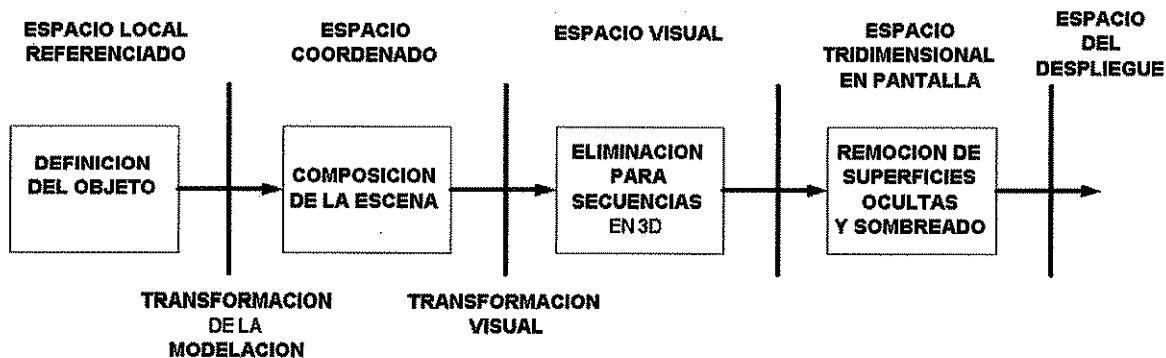 ESPACIO LOCAL
REFERENCIADO
ESPACIO
COORDENADO
ESPACIO VISUAL
ESPACIO
TRIDIMENSIONAL
EN PANTALLA
ESPACIO
DEL
DESPLIEGUE
DEFINICION
DEL OBJETO
COMPOSICION
DE LA ESCENA
ELIMINACION
PARA
SECUENCIAS
EN 3D
REMOCION DE
SUPERFICIES
OCULTAS
Y SOMBREADO
TRANSFORMACION
DE LA
MODELACION
TRANSFORMACION
VISUAL